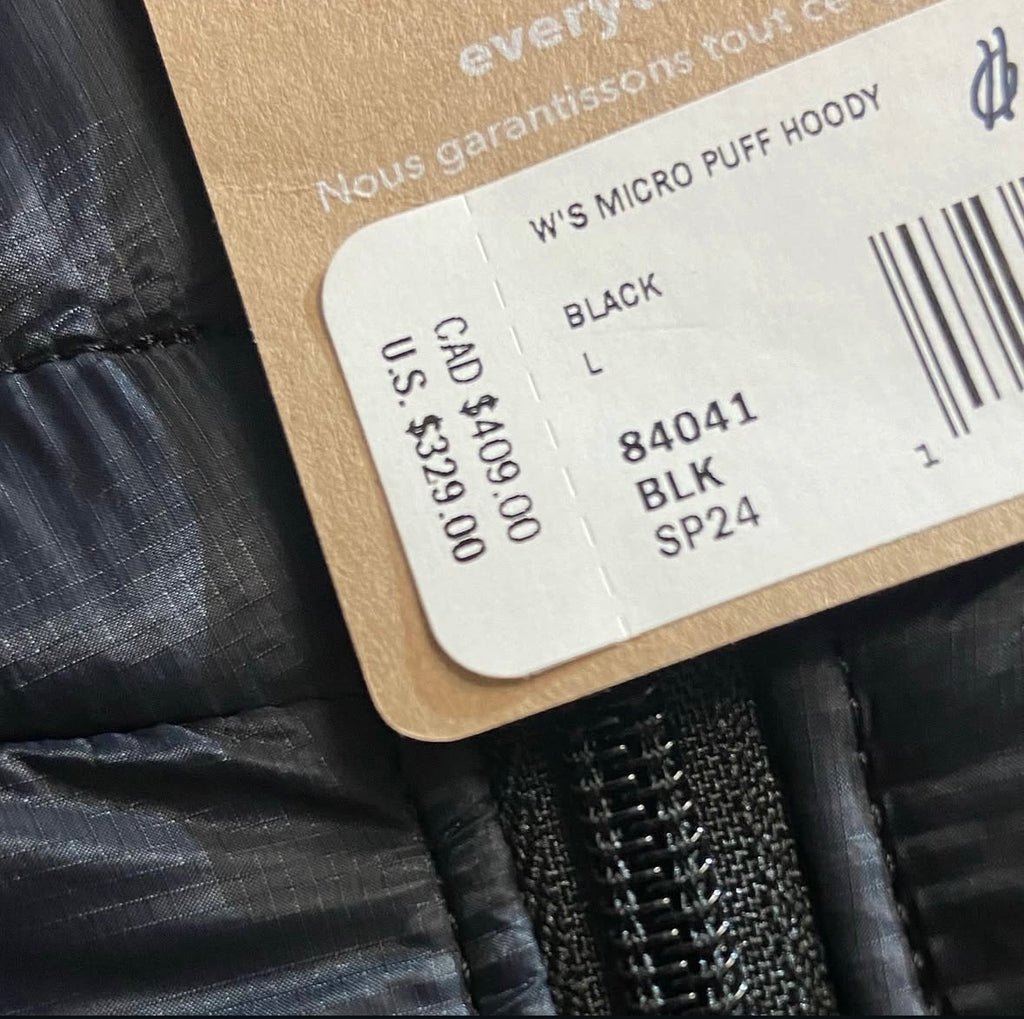 Nous garantissons tout ce
W'S MICRO PUFF HOODY
BLACK
L
84041
BLK
SP24
CAD $409.00
U.S. $329.00
1